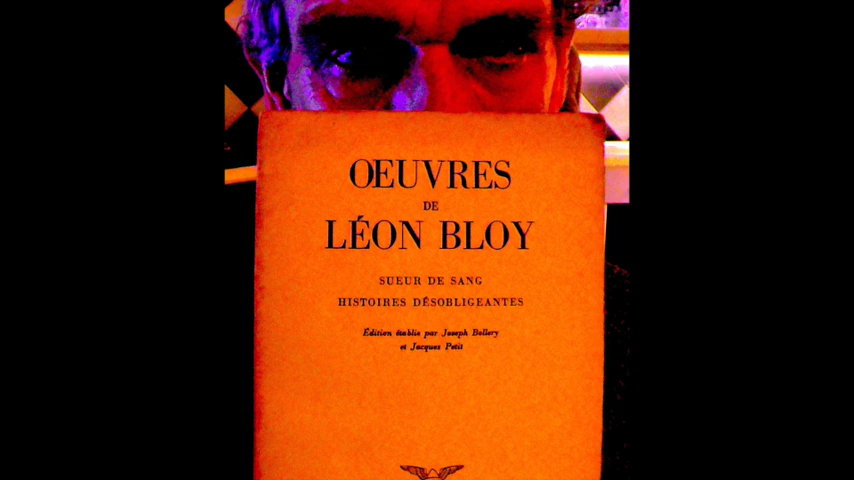 ŒUVRES
DE
LÉON BLOY
SUEUR DE SANG
HISTOIRES DÉSOBLIGEANTES
Édition établie par Joseph Bollery
et Jacques Petit